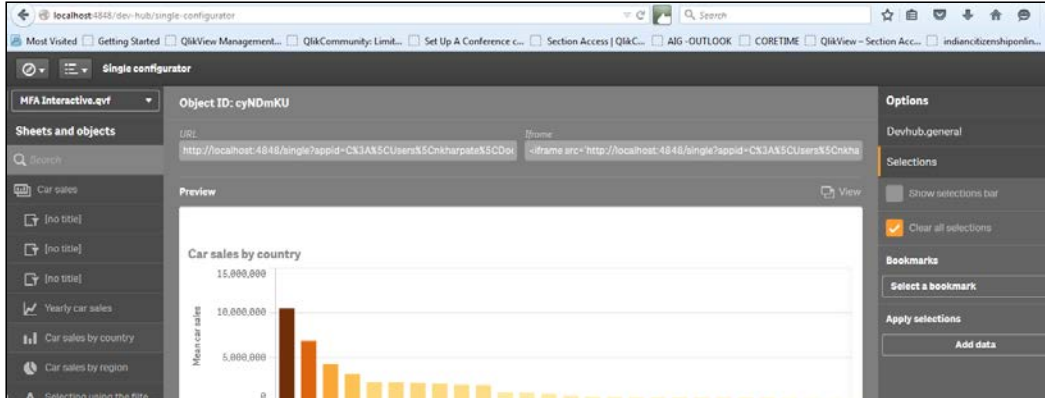 localhost:4848/dev-hub/single-configurator
Search
Most Visited Getting Started QlikView Management... QlikCommunity: Limit... Set Up A Conference c... Section Access | QlikC... AIG -OUTLOOK CORETIME QlikView – Section Acc... indiancitizenshiponlin...
Single configurator
MFA Interactive.qvf
Sheets and objects
Search
Car sales
[no title]
[no title]
[no title]
Yearly car sales
Car sales by country
Car sales by region
A Selecting using the filte
Object ID: cyNDmKU
URL
http://localhost:4848/single?appid=C%3A%5CUsers%5Cnkharpate%5CDoc
Iframe
<iframe src='http://localhost:4848/single?appid=C%3A%5CUsers%5Cnkha
Preview
View
Car sales by country
Mean car sales
15,000,000
10,000,000
5,000,000
0
Options
Devhub.general
Selections
Show selections bar
Clear all selections
Bookmarks
Select a bookmark
Apply selections
Add data